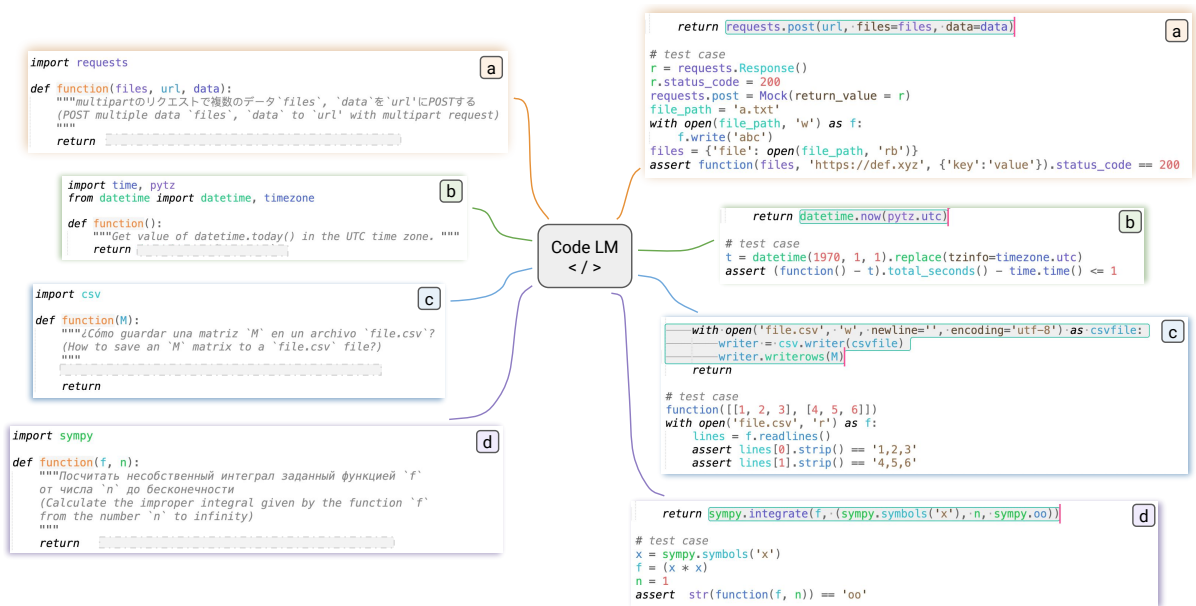 import requests
a
def function(files, url, data):
"""multipartのリクエストで複数のデータ`files`, `data`を`url'にPOSTする
(POST multiple data `files`, `data` to `url' with multipart request)
"""
return
import time, pytz
b
from datetime import datetime, timezone
def function():
"""Get value of datetime.today() in the UTC time zone. """
return
import csv
c
def function(M):
"""¿Cómo guardar una matriz `M` en un archivo `file.csv`?
(How to save an `M` matrix to a `file.csv` file?)
"""
return
import sympy
d
def function(f, n):
"""Посчитать несобственный интеграл заданный функцией `f`
от числа `n` до бесконечности
(Calculate the improper integral given by the function `f`
from the number `n` to infinity)
"""
return
Code LM
< / >
return requests.post(url, files=files, data=data)
a
# test case
r = requests.Response()
r.status_code = 200
requests.post = Mock(return_value = r)
file_path = 'a.txt'
with open(file_path, 'w') as f:
f.write('abc')
files = {'file': open(file_path, 'rb')}
assert function(files, 'https://def.xyz', {'key':'value'}).status_code == 200
return datetime.now(pytz.utc)
b
# test case
t = datetime(1970, 1, 1).replace(tzinfo=timezone.utc)
assert (function() - t).total_seconds() - time.time() <= 1
with open('file.csv', 'w', newline='', encoding='utf-8') as csvfile:
c
writer = csv.writer(csvfile)
writer.writerows(M)
return
# test case
function([[1, 2, 3], [4, 5, 6]])
with open('file.csv', 'r') as f:
lines = f.readlines()
assert lines[0].strip() == '1,2,3'
assert lines[1].strip() == '4,5,6'
return sympy.integrate(f, (sympy.symbols('x'), n, sympy.oo))
d
# test case
x = sympy.symbols('x')
f = (x * x)
n = 1
assert str(function(f, n)) == 'oo'